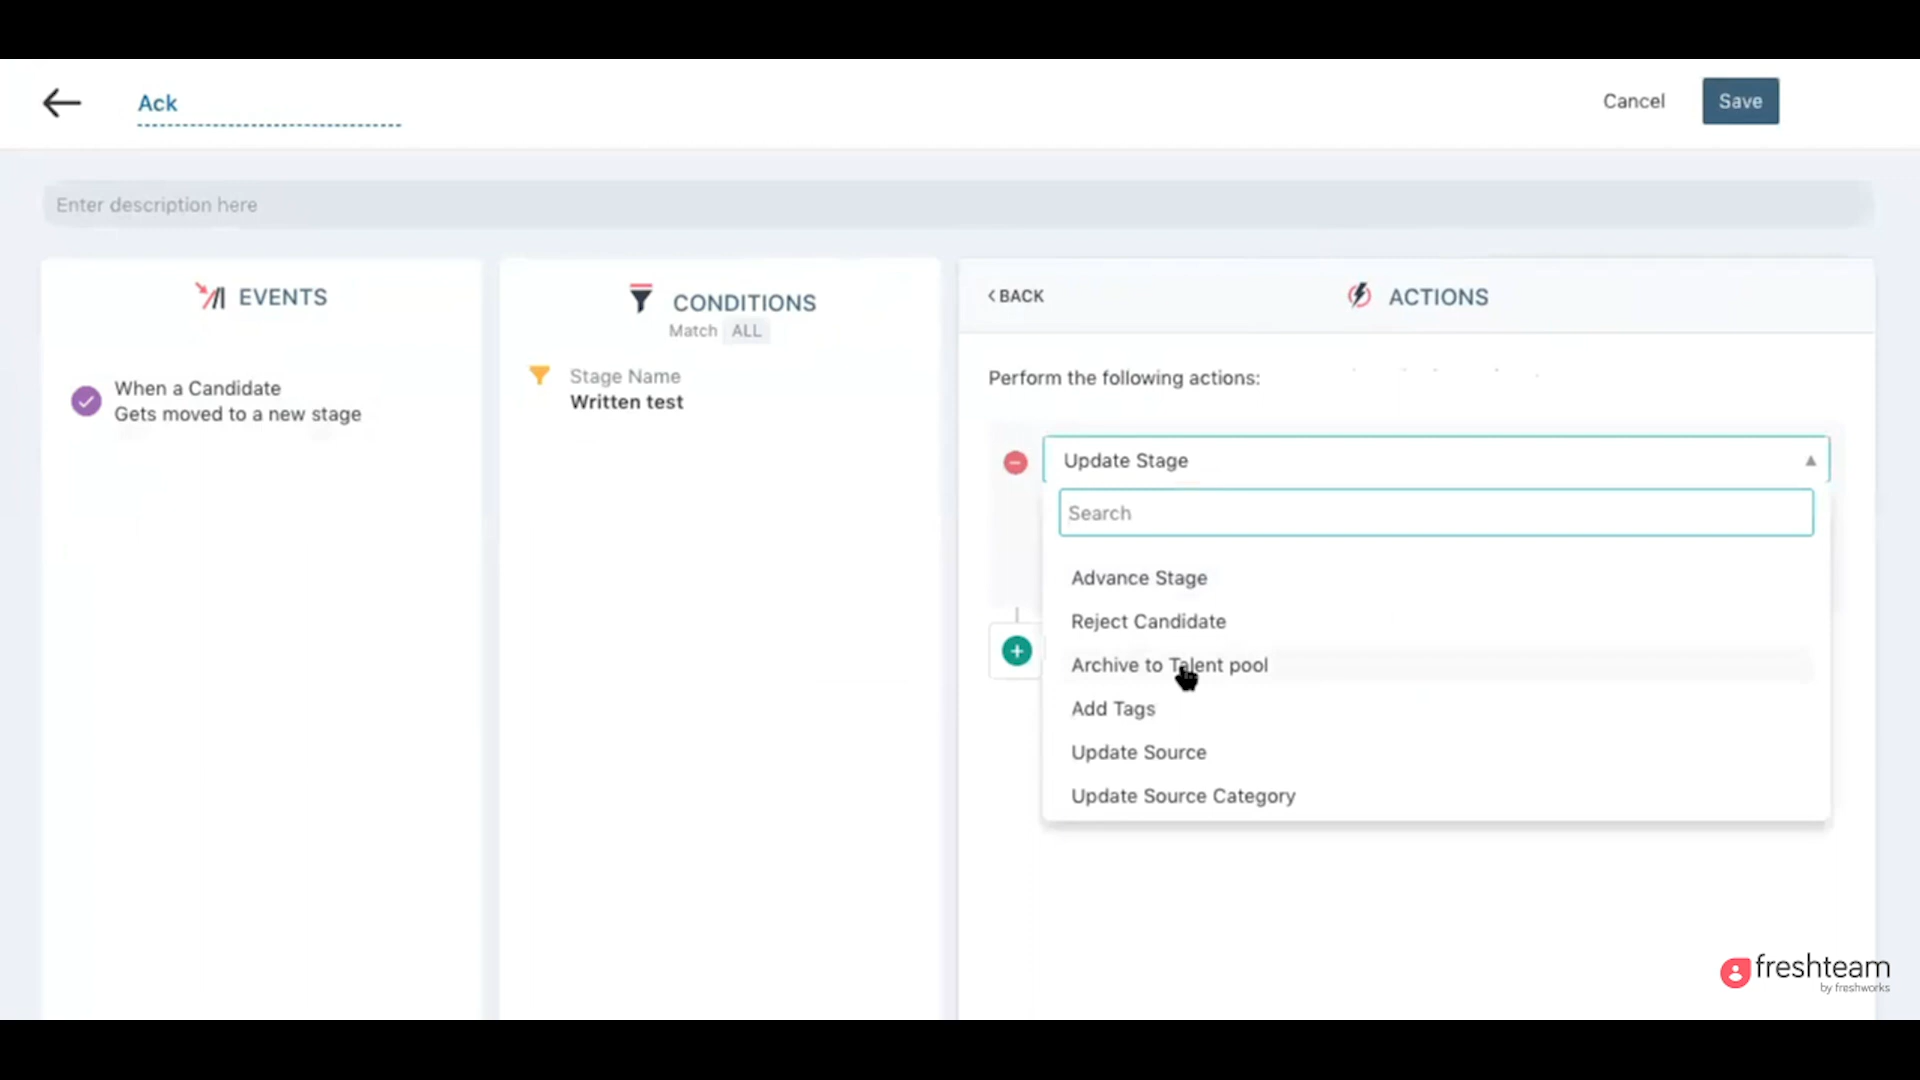 Ack
Cancel
Save
Enter description here
EVENTS
When a Candidate
Gets moved to a new stage
CONDITIONS
Match ALL
Stage Name
Written test
BACK
ACTIONS
Perform the following actions:
Update Stage
Search
Advance Stage
Reject Candidate
Archive to Talent pool
Add Tags
Update Source
Update Source Category
freshteam
by freshworks